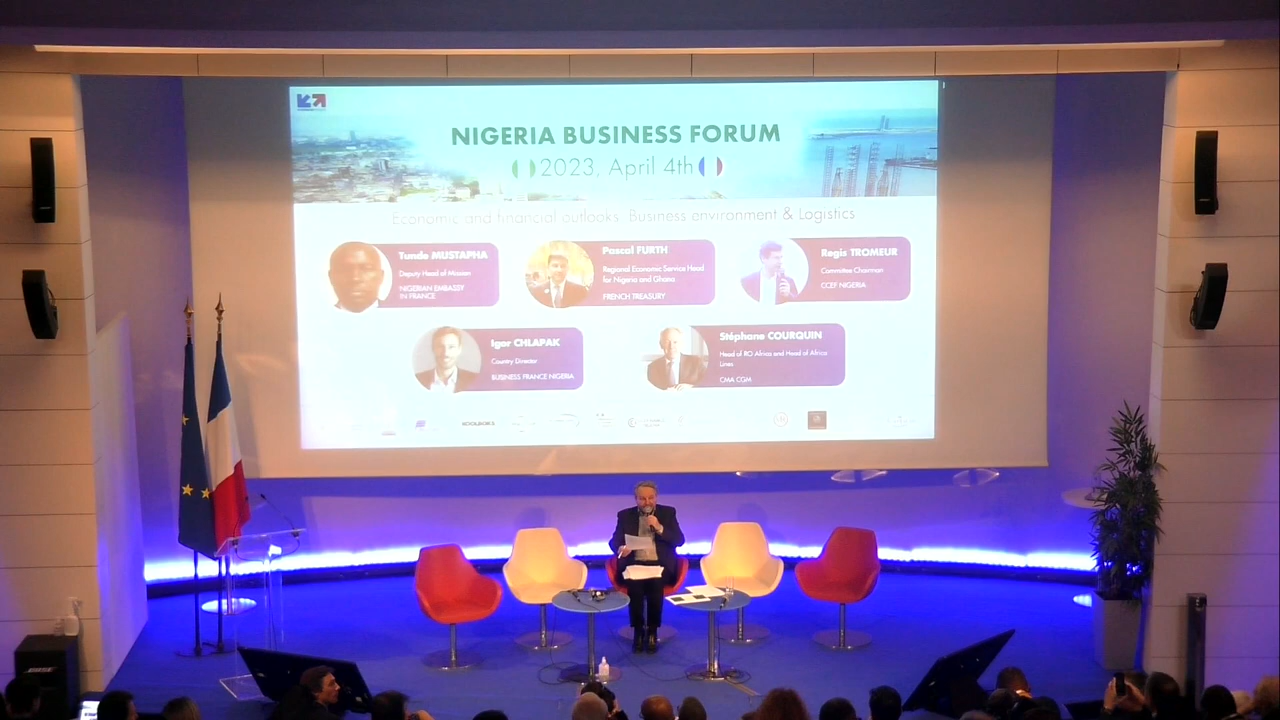 NIGERIA BUSINESS FORUM
2023, April 4th
Economic and financial outlooks, Business environment & Logistics
Tunde MUSTAPHA
Deputy Head of Mission
NIGERIAN EMBASSY
IN FRANCE
Pascal FURTH
Regional Economic Service Head
for Nigeria and Ghana
FRENCH TREASURY
Regis TROMEUR
Committee Chairman
CCEF NIGERIA
Igor CHLAPAK
Country Director
BUSINESS FRANCE NIGERIA
Stéphane COURQUIN
Head of RO Africa and Head of Africa
Lines
CMA CGM
KOOLBOKS
BOSE